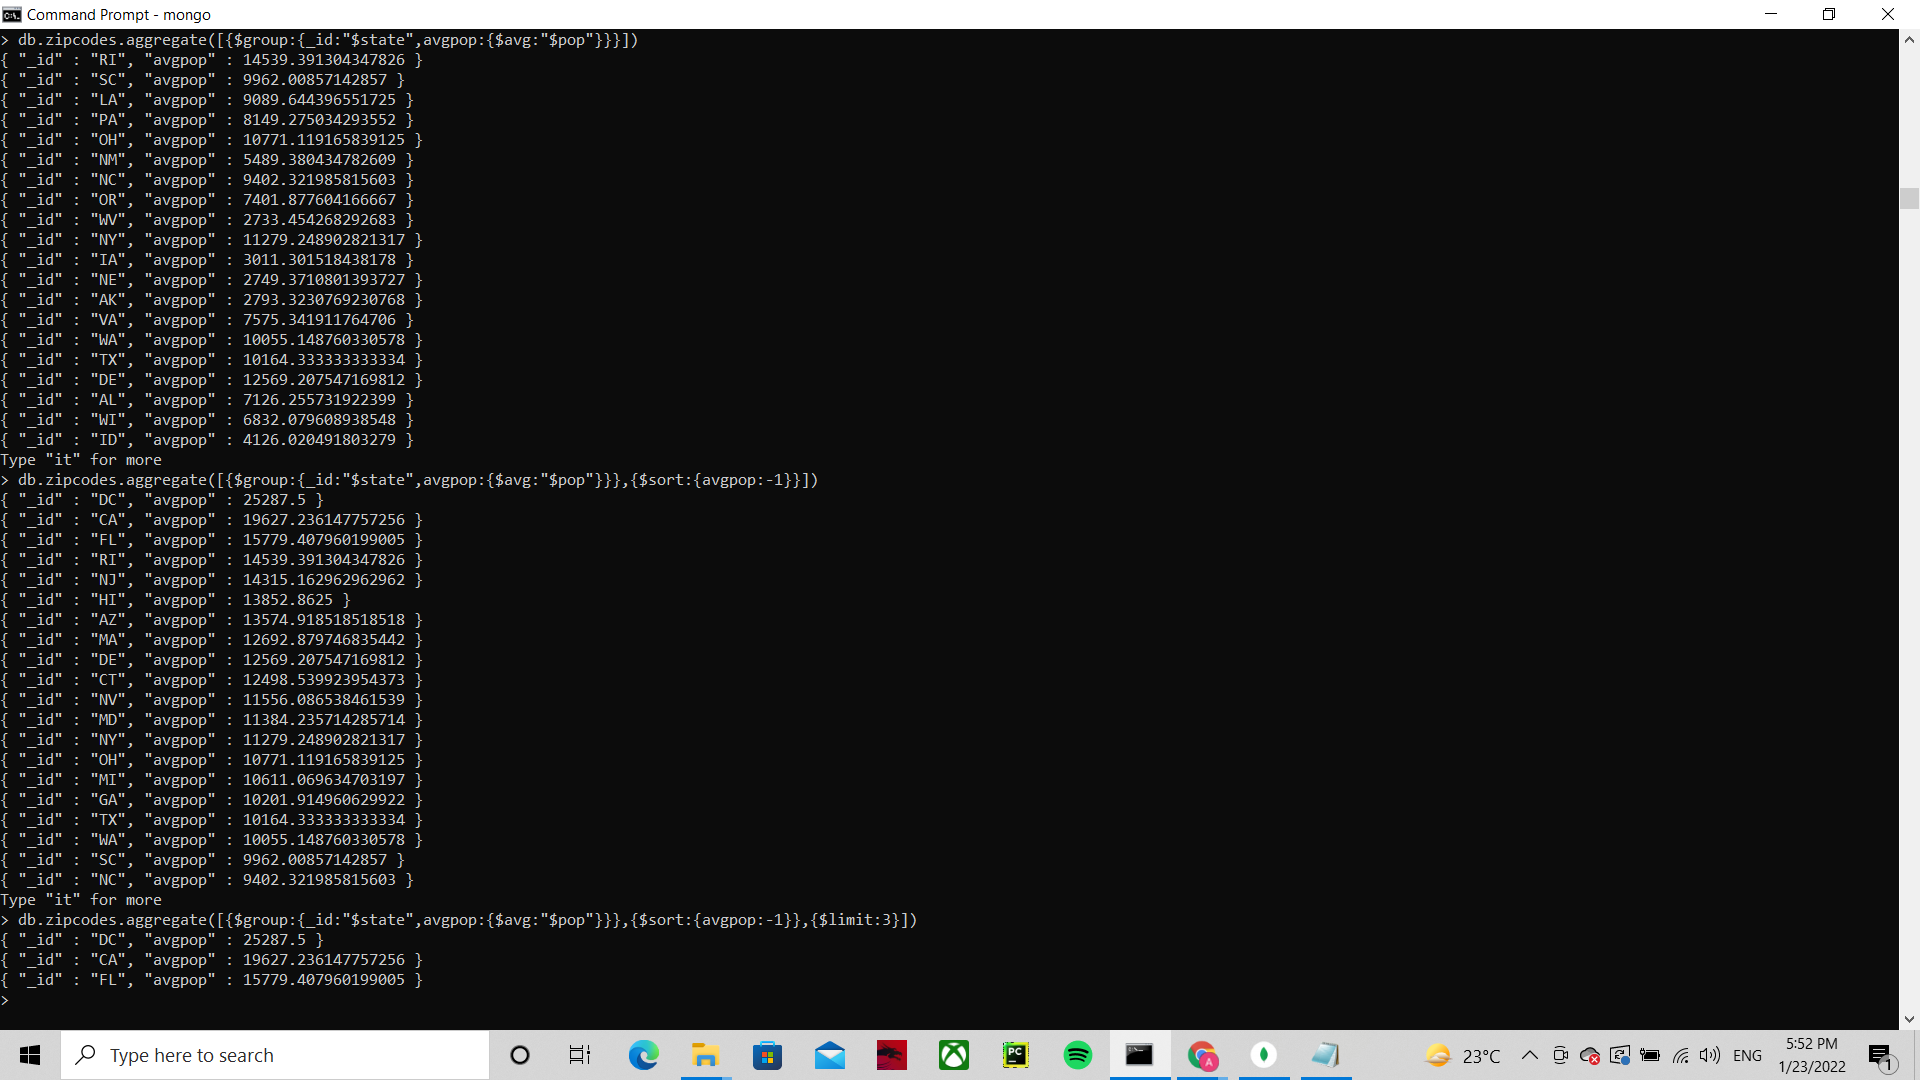 Command Prompt - mongo
> db.zipcodes.aggregate([{$group:{_id:"$state",avgpop:{$avg:"$pop"}}}])
{ "_id" : "RI", "avgpop" : 14539.391304347826 }
{ "_id" : "SC", "avgpop" : 9962.00857142857 }
{ "_id" : "LA", "avgpop" : 9089.644396551725 }
{ "_id" : "PA", "avgpop" : 8149.275034293552 }
{ "_id" : "OH", "avgpop" : 10771.119165839125 }
{ "_id" : "NM", "avgpop" : 5489.380434782609 }
{ "_id" : "NC", "avgpop" : 9402.321985815603 }
{ "_id" : "OR", "avgpop" : 7401.877604166667 }
{ "_id" : "WV", "avgpop" : 2733.454268292683 }
{ "_id" : "NY", "avgpop" : 11279.248902821317 }
{ "_id" : "IA", "avgpop" : 3011.301518438178 }
{ "_id" : "NE", "avgpop" : 2749.3710801393727 }
{ "_id" : "AK", "avgpop" : 2793.3230769230768 }
{ "_id" : "VA", "avgpop" : 7575.341911764706 }
{ "_id" : "WA", "avgpop" : 10055.148760330578 }
{ "_id" : "TX", "avgpop" : 10164.333333333334 }
{ "_id" : "DE", "avgpop" : 12569.207547169812 }
{ "_id" : "AL", "avgpop" : 7126.255731922399 }
{ "_id" : "WI", "avgpop" : 6832.079608938548 }
{ "_id" : "ID", "avgpop" : 4126.020491803279 }
Type "it" for more
> db.zipcodes.aggregate([{$group:{_id:"$state",avgpop:{$avg:"$pop"}}},{$sort:{avgpop:-1}}])
{ "_id" : "DC", "avgpop" : 25287.5 }
{ "_id" : "CA", "avgpop" : 19627.236147757256 }
{ "_id" : "FL", "avgpop" : 15779.407960199005 }
{ "_id" : "RI", "avgpop" : 14539.391304347826 }
{ "_id" : "NJ", "avgpop" : 14315.162962962962 }
{ "_id" : "HI", "avgpop" : 13852.8625 }
{ "_id" : "AZ", "avgpop" : 13574.918518518518 }
{ "_id" : "MA", "avgpop" : 12692.879746835442 }
{ "_id" : "DE", "avgpop" : 12569.207547169812 }
{ "_id" : "CT", "avgpop" : 12498.539923954373 }
{ "_id" : "NV", "avgpop" : 11556.086538461539 }
{ "_id" : "MD", "avgpop" : 11384.235714285714 }
{ "_id" : "NY", "avgpop" : 11279.248902821317 }
{ "_id" : "OH", "avgpop" : 10771.119165839125 }
{ "_id" : "MI", "avgpop" : 10611.069634703197 }
{ "_id" : "GA", "avgpop" : 10201.914960629922 }
{ "_id" : "TX", "avgpop" : 10164.333333333334 }
{ "_id" : "WA", "avgpop" : 10055.148760330578 }
{ "_id" : "SC", "avgpop" : 9962.00857142857 }
{ "_id" : "NC", "avgpop" : 9402.321985815603 }
Type "it" for more
> db.zipcodes.aggregate([{$group:{_id:"$state",avgpop:{$avg:"$pop"}}},{$sort:{avgpop:-1}},{$limit:3}])
{ "_id" : "DC", "avgpop" : 25287.5 }
{ "_id" : "CA", "avgpop" : 19627.236147757256 }
{ "_id" : "FL", "avgpop" : 15779.407960199005 }
>
Type here to search
PC
A
23°C
ENG
5:52 PM
1/23/2022
1